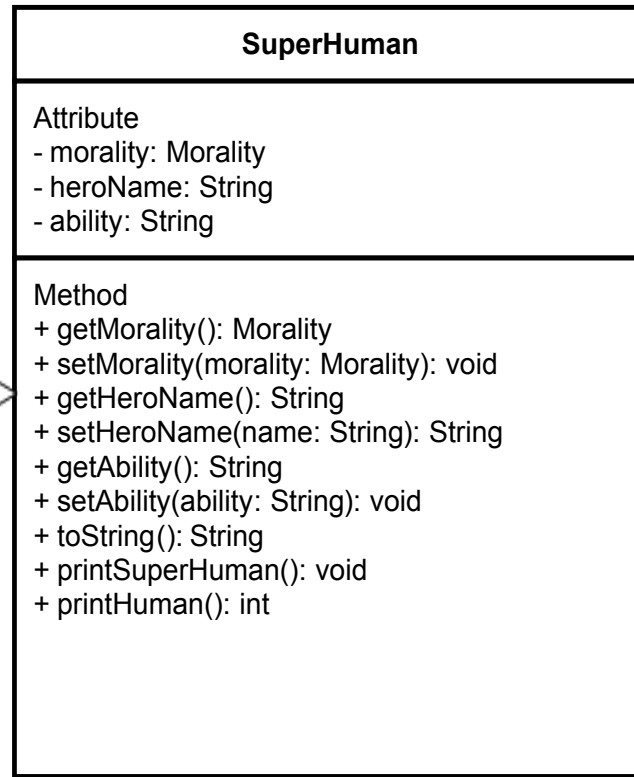 SuperHuman
Attribute
- morality: Morality
- heroName: String
- ability: String
Method
+ getMorality(): Morality
+ setMorality(morality: Morality): void
+ getHeroName(): String
+ setHeroName(name: String): String
+ getAbility(): String
+ setAbility(ability: String): void
+ toString(): String
+ printSuperHuman(): void
+ printHuman(): int